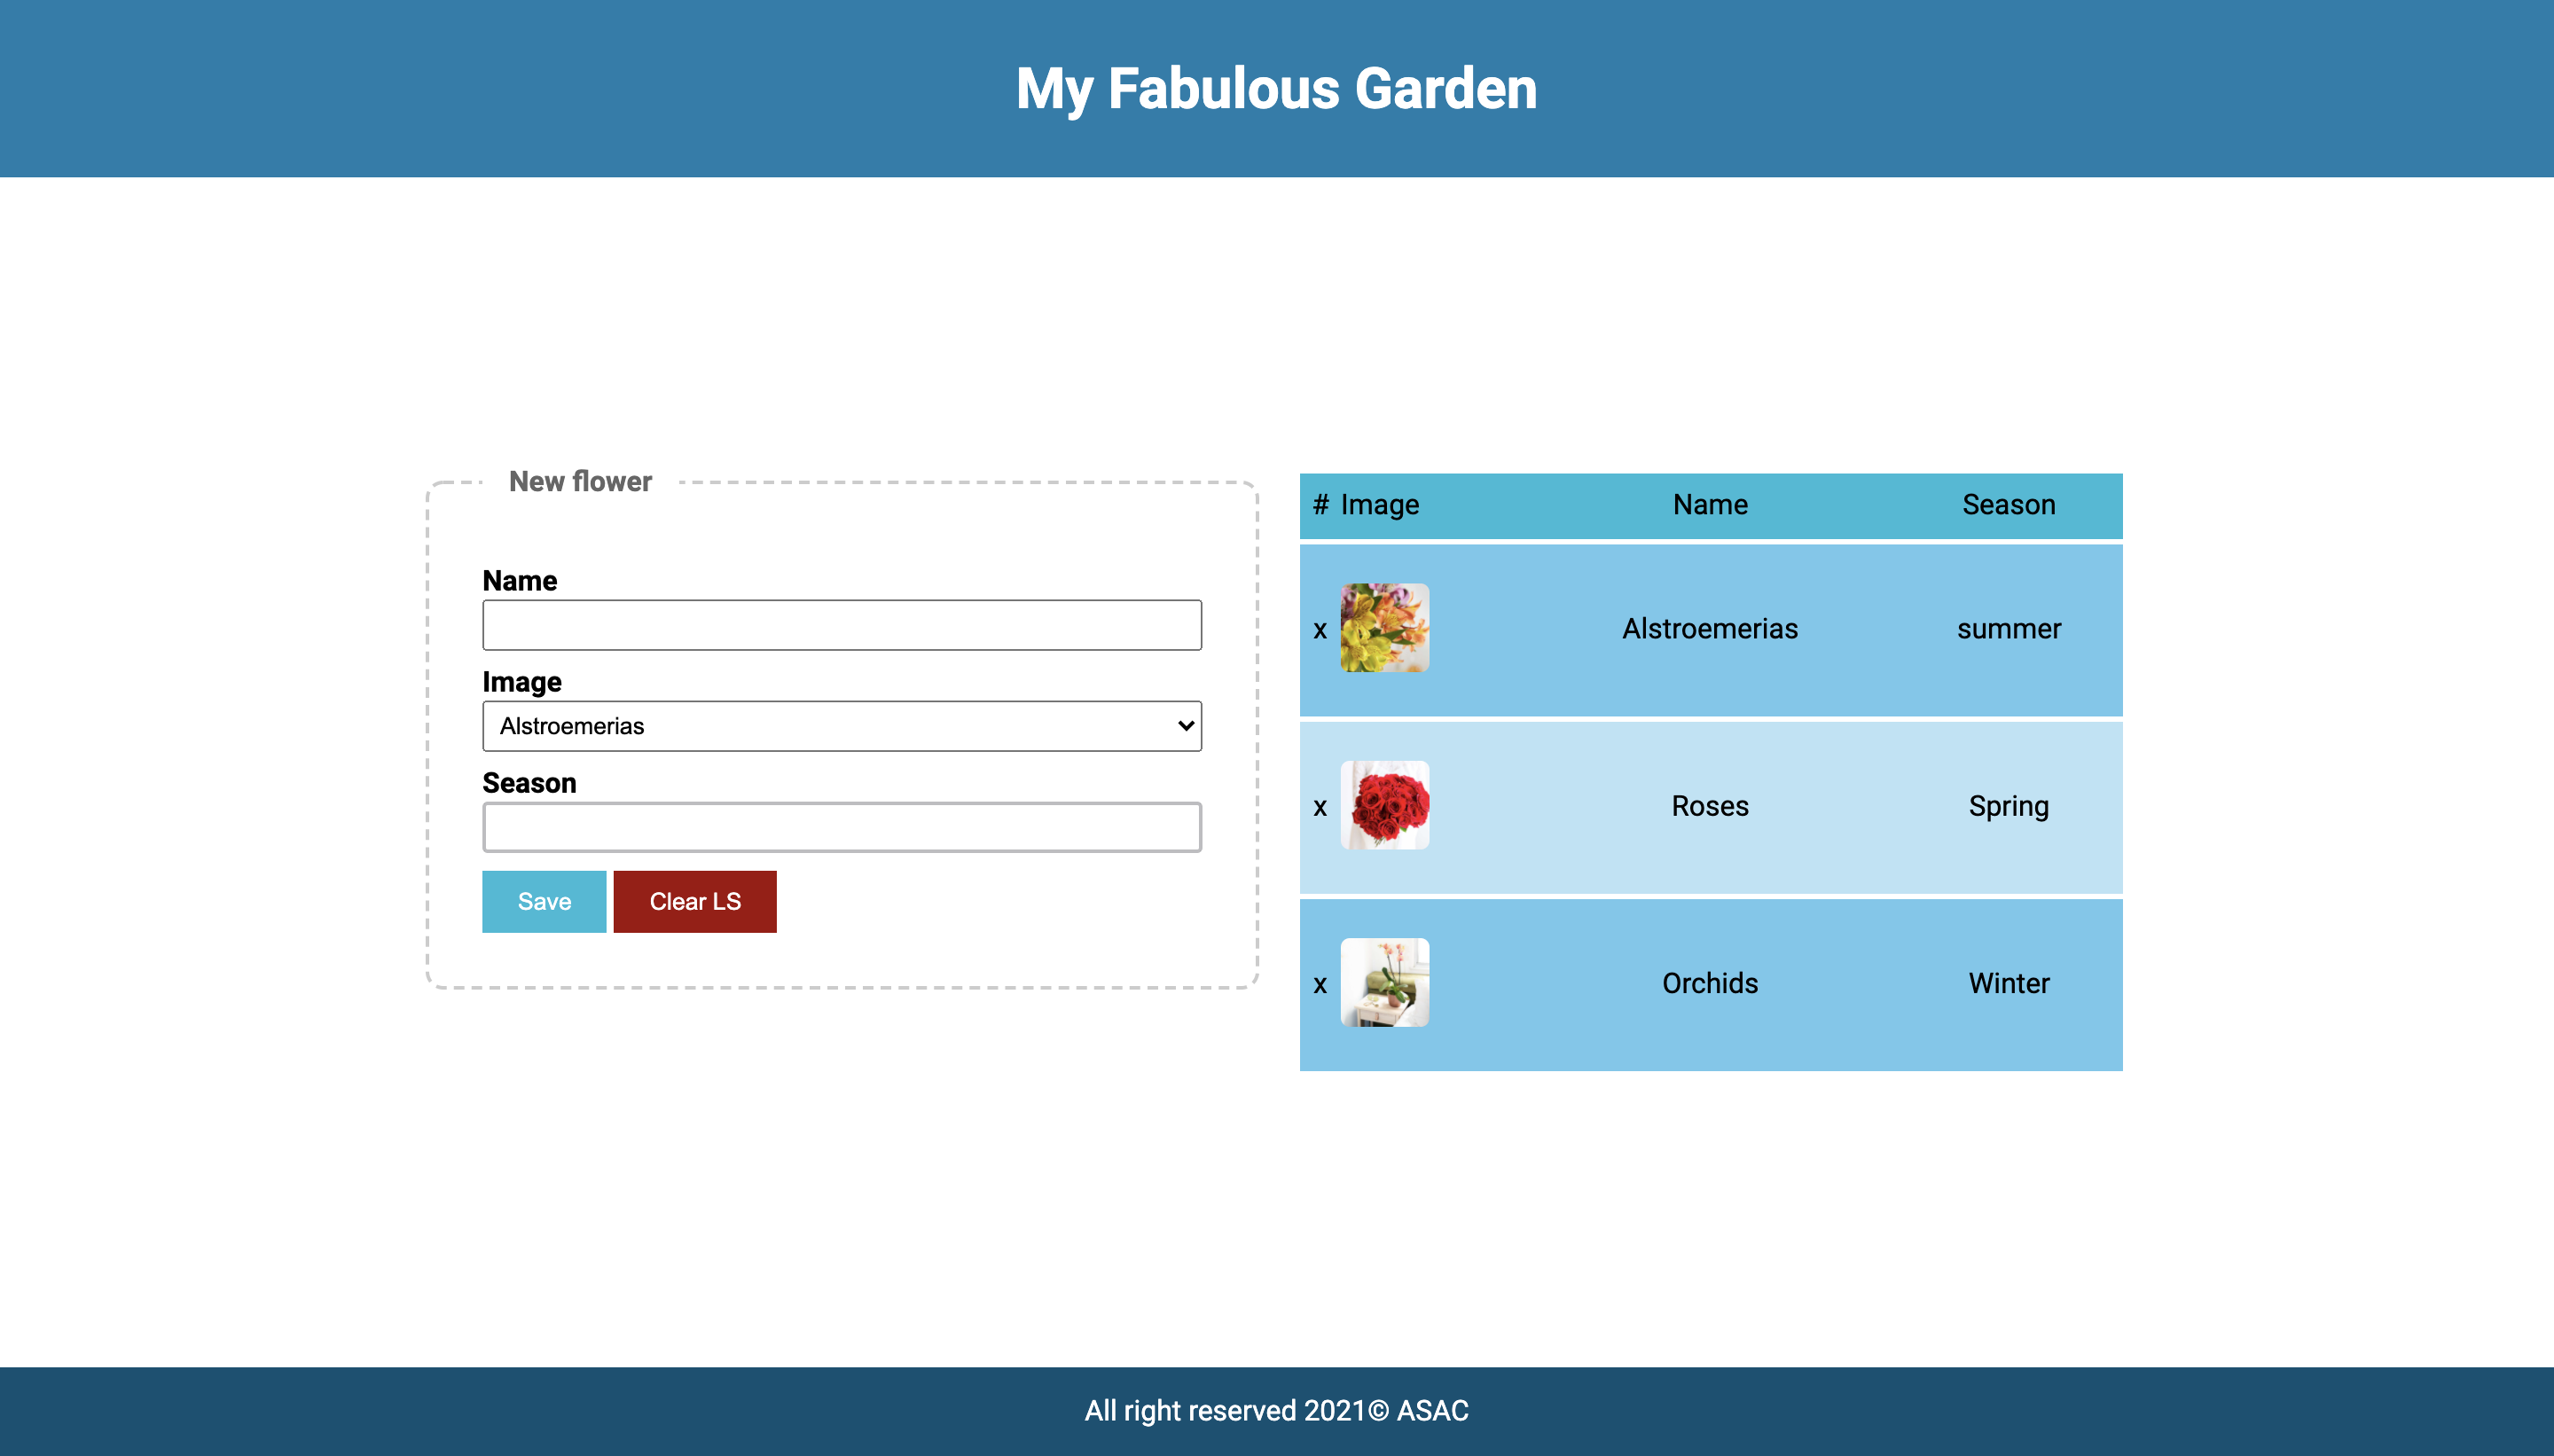 My Fabulous Garden
New flower
Name
Image
Alstroemerias
Season
Save Clear LS
# Image Name Season
x Alstroemerias summer
x Roses Spring
x Orchids Winter
All right reserved 2021© ASAC